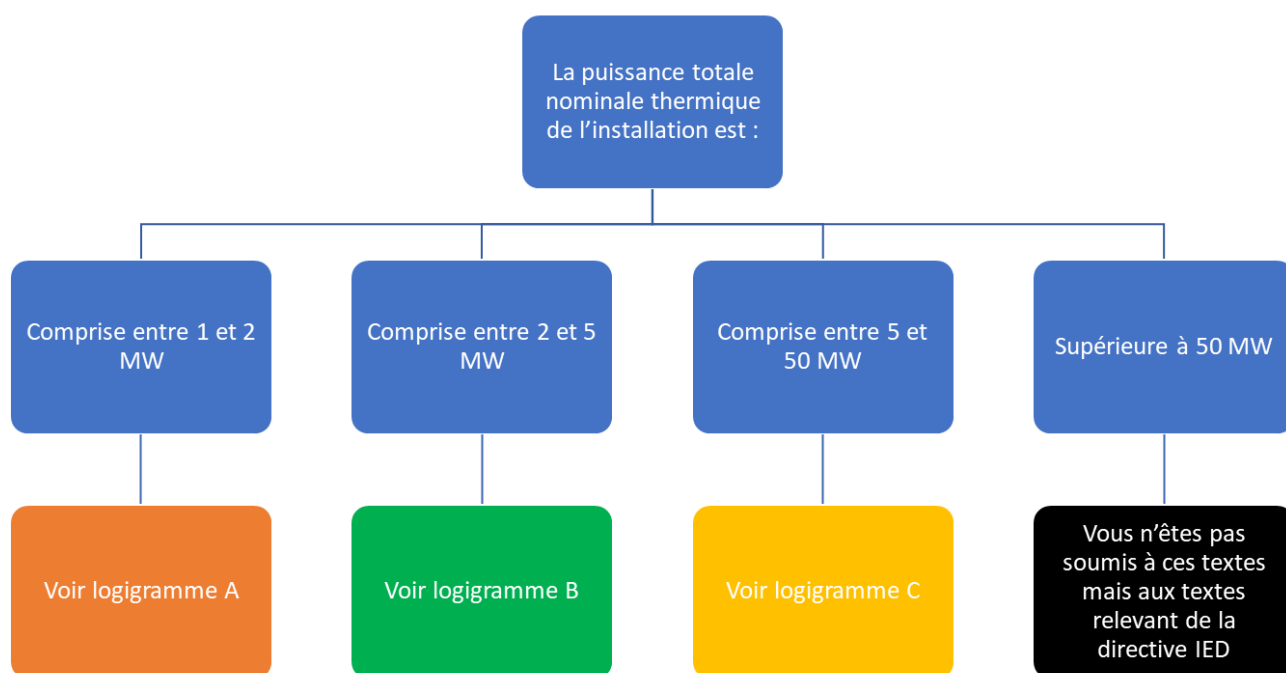 La puissance totale
nominale thermique
de l’installation est :
Comprise entre 1 et 2
MW
Comprise entre 2 et 5
MW
Comprise entre 5 et
50 MW
Supérieure à 50 MW
Voir logigramme A
Voir logigramme B
Voir logigramme C
Vous n’êtes pas
soumis à ces textes
mais aux textes
relevant de la
directive IED